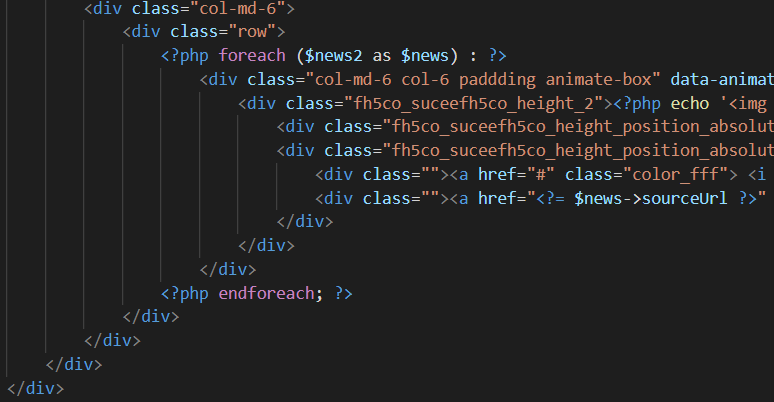 <div class="col-md-6">
<div class="row">
<?php foreach ($news2 as $news) : ?>
<div class="col-md-6 col-6 paddding animate-box" data-animat
<div class="fh5co_suceefh5co_height_2"><?php echo '<img
<div class="fh5co_suceefh5co_height_position_absolut
<div class="fh5co_suceefh5co_height_position_absolut
<div class=""><a href="#" class="color_fff"> <i
<div class=""><a href="<?= $news->sourceUrl ?>"
</div>
</div>
</div>
<?php endforeach; ?>
</div>
</div>
</div>
</div>